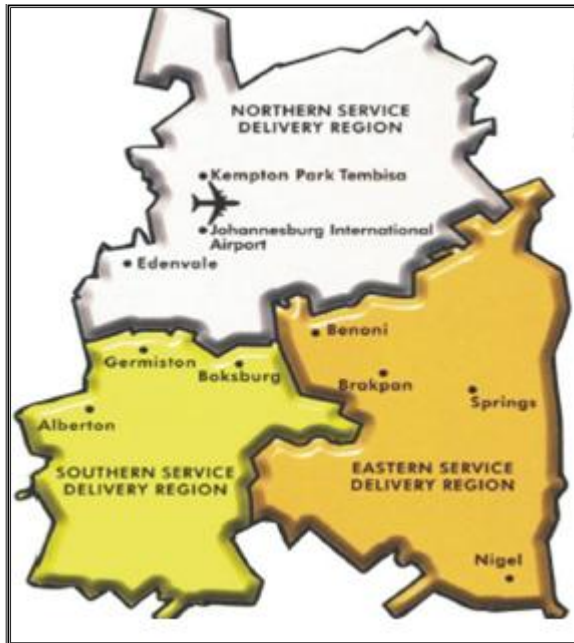 NORTHERN SERVICE
DELIVERY REGION
Kempton Park Tembisa
Johannesburg International
Airport
Edenvale
Benoni
Germiston
Boksburg
Brakpan
Springs
Alberton
SOUTHERN SERVICE
DELIVERY REGION
EASTERN SERVICE
DELIVERY REGION
Nigel